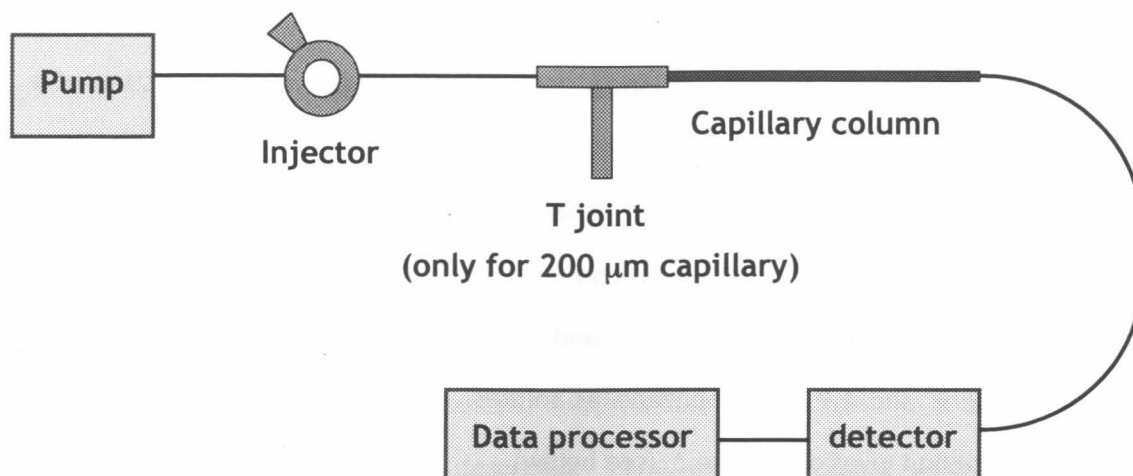 Pump
Injector
Capillary column
T joint
(only for 200 μm capillary)
Data processor
detector